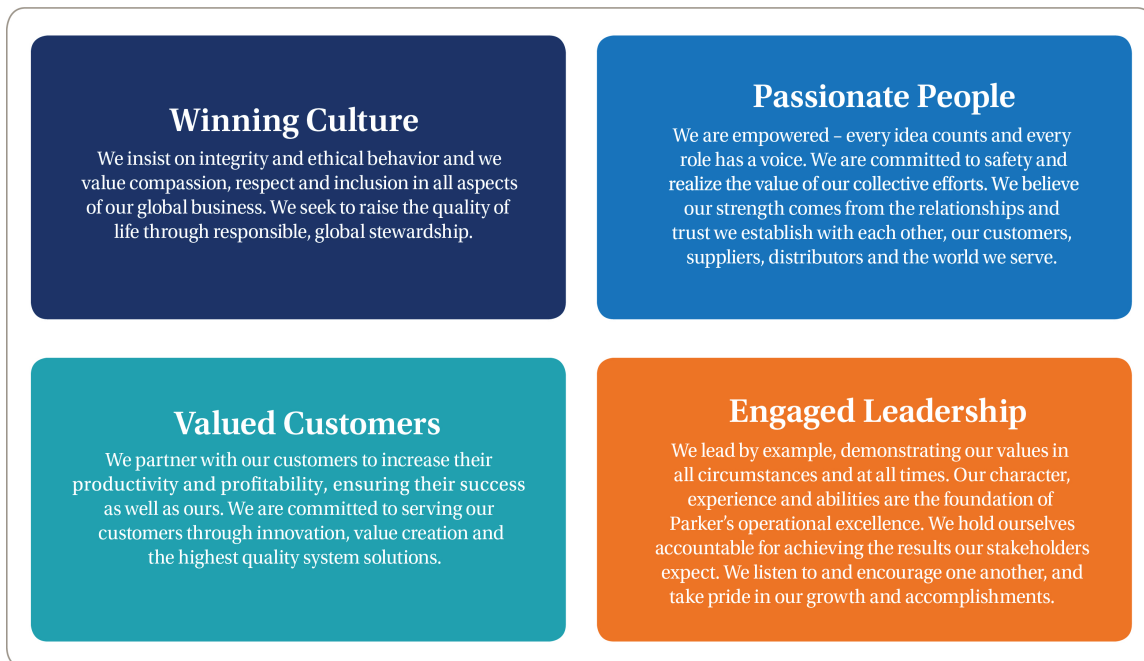 Winning Culture
We insist on integrity and ethical behavior and we
value compassion, respect and inclusion in all aspects
of our global business. We seek to raise the quality of
life through responsible, global stewardship.
Passionate People
We are empowered – every idea counts and every
role has a voice. We are committed to safety and
realize the value of our collective efforts. We believe
our strength comes from the relationships and
trust we establish with each other, our customers,
suppliers, distributors and the world we serve.
Valued Customers
We partner with our customers to increase their
productivity and profitability, ensuring their success
as well as ours. We are committed to serving our
customers through innovation, value creation and
the highest quality system solutions.
Engaged Leadership
We lead by example, demonstrating our values in
all circumstances and at all times. Our character,
experience and abilities are the foundation of
Parker’s operational excellence. We hold ourselves
accountable for achieving the results our stakeholders
expect. We listen to and encourage one another, and
take pride in our growth and accomplishments.